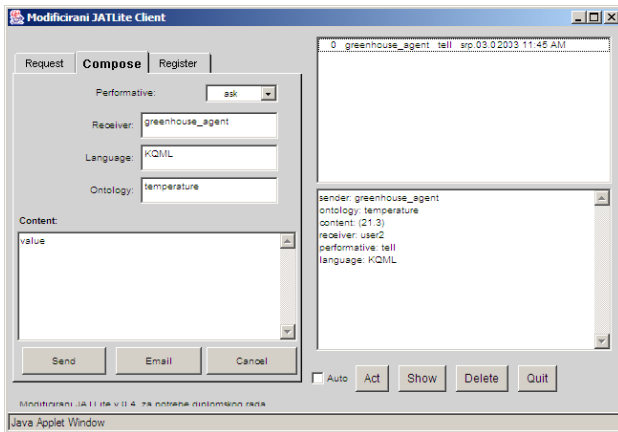 Modificirani JATLite Client
Request Compose Register
Performative: ask
Receiver: greenhouse_agent
Language: KQML
Ontology: temperature
Content:
value
Send Email Cancel
Modificirani JATLite v.0.4. za potrebe diplomskog rada
0 greenhouse_agent tell srp.03.02003 11:45 AM
sender: greenhouse_agent
ontology: temperature
content: (21.3)
receiver: user2
performative: tell
language: KQML
Auto Act Show Delete Quit
Java Applet Window